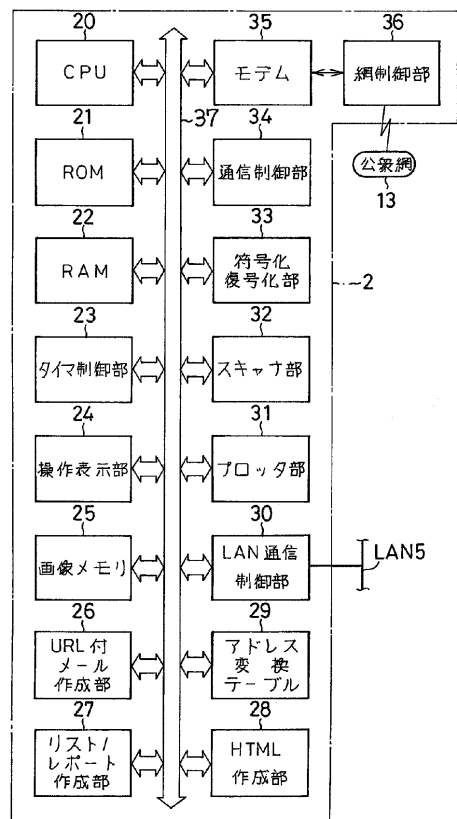 20
CPU
35
モデム
36
網制御部
37
公衆網
13
21
ROM
34
通信制御部
22
RAM
33
符号化
復号化部
2
23
タイマ制御部
32
スキャナ部
24
操作表示部
31
プロッタ部
25
画像メモリ
30
LAN通信
制御部
LAN5
26
URL付
メール
作成部
29
アドレス
変換
テーブル
27
リスト/
レポート
作成部
28
HTML
作成部